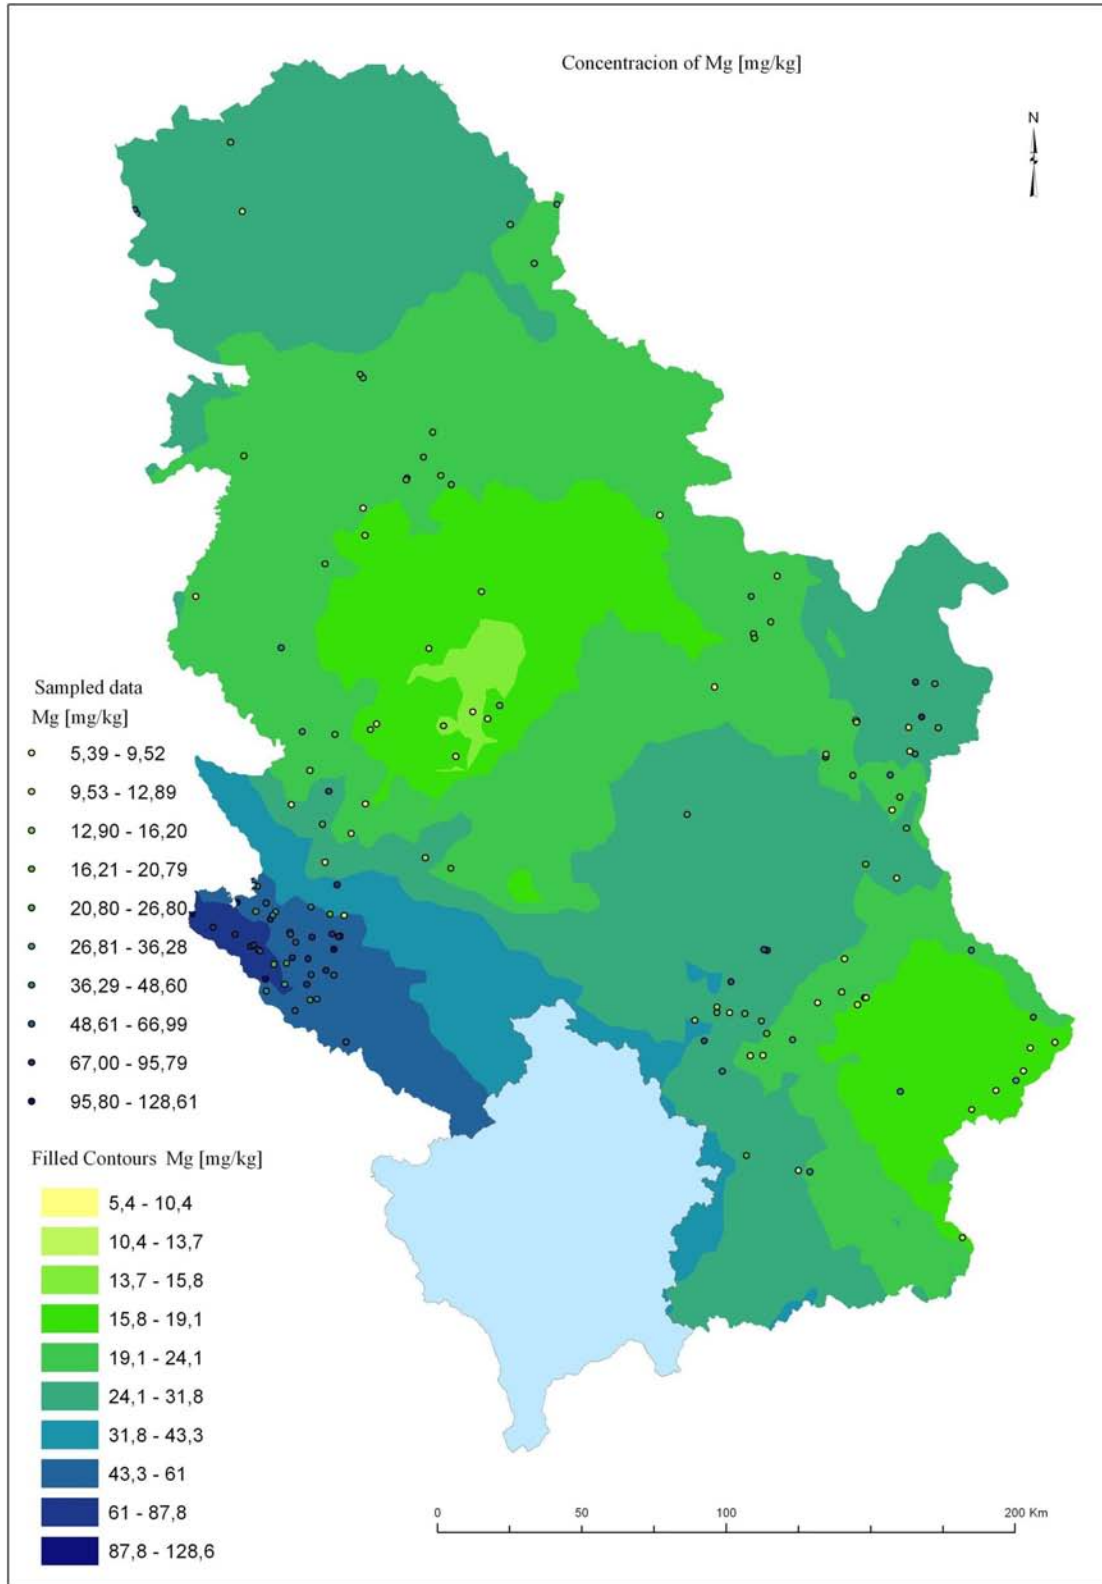 Concentracion of Mg [mg/kg]
N
Sampled data
Mg [mg/kg]
5,39 - 9,52
9,53 - 12,89
12,90 - 16,20
16,21 - 20,79
20,80 - 26,80
26,81 - 36,28
36,29 - 48,60
48,61 - 66,99
67,00 - 95,79
95,80 - 128,61
Filled Contours Mg [mg/kg]
5,4 - 10,4
10,4 - 13,7
13,7 - 15,8
15,8 - 19,1
19,1 - 24,1
24,1 - 31,8
31,8 - 43,3
43,3 - 61
61 - 87,8
87,8 - 128,6
0 50 100 200 Km